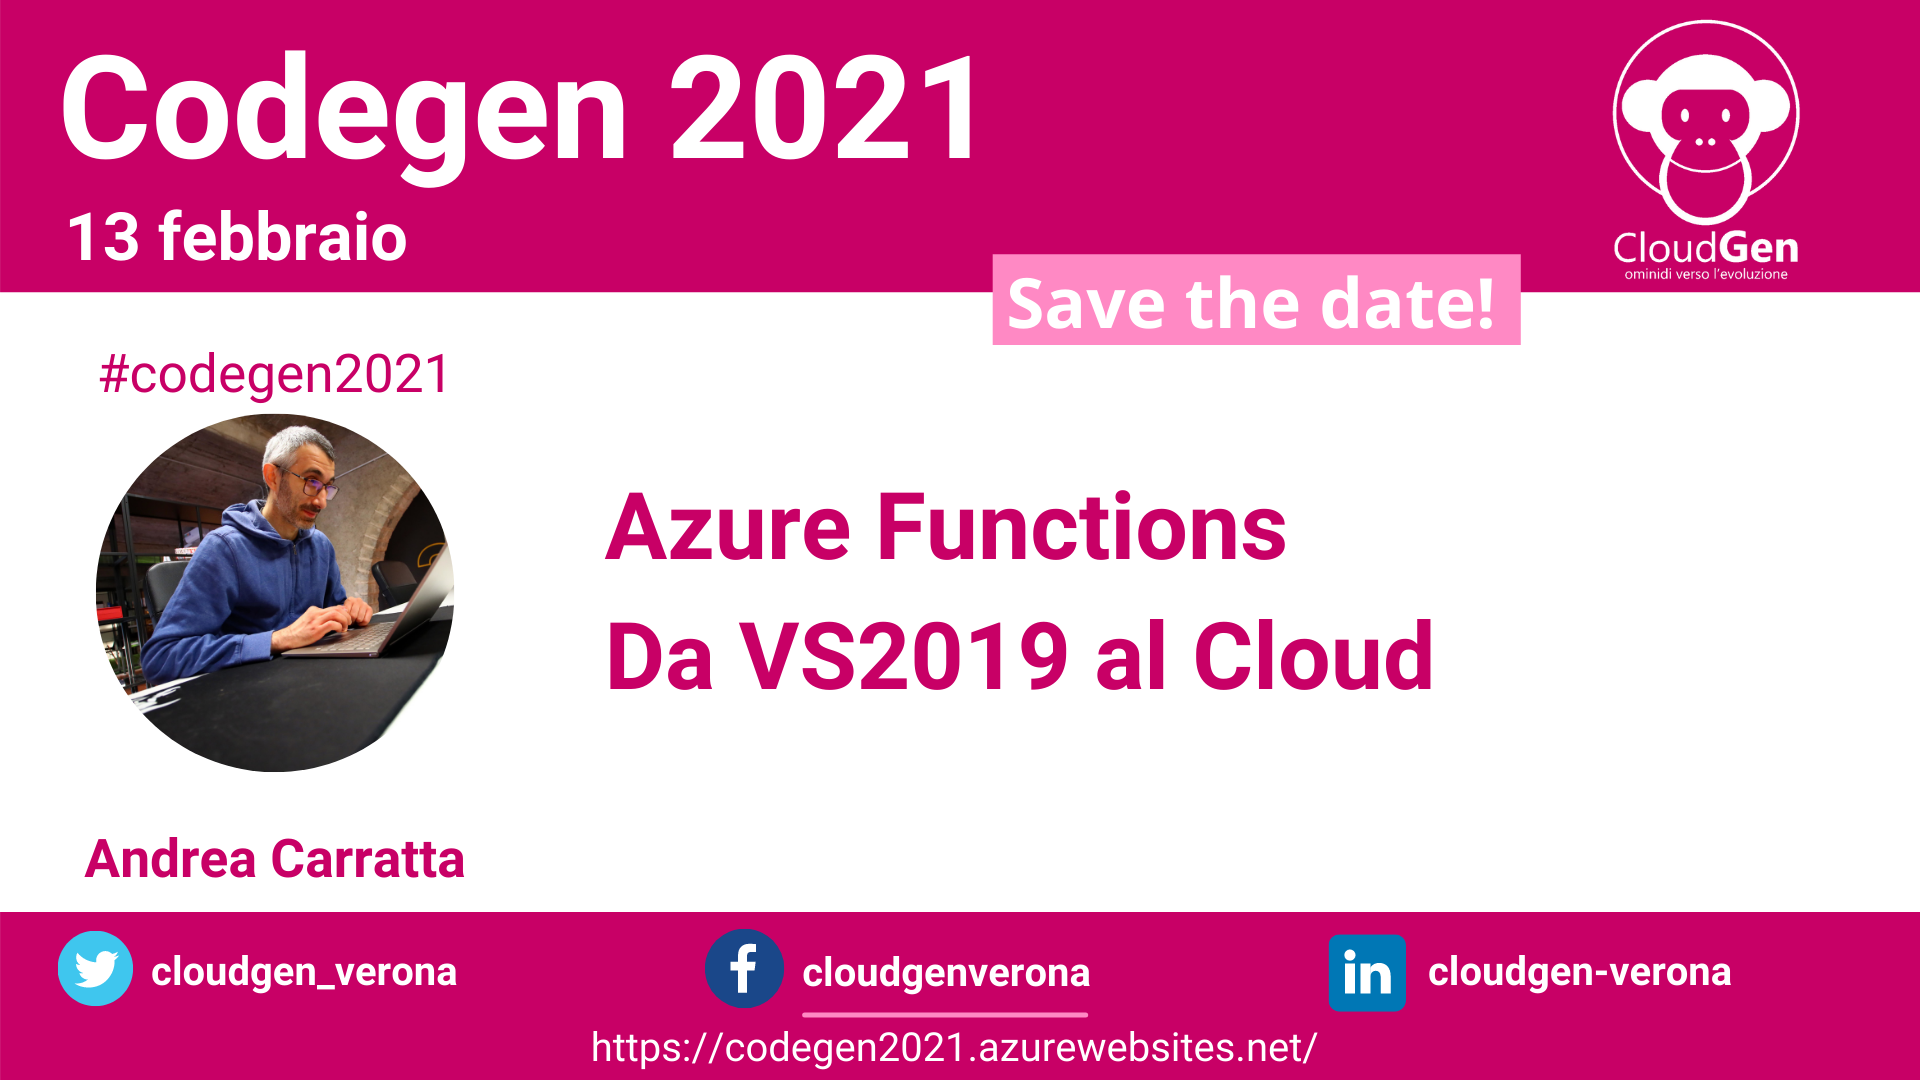 Codegen 2021
13 febbraio
CloudGen
ominidi verso l'evoluzione
Save the date!
#codegen2021
Azure Functions
Da VS2019 al Cloud
Andrea Carratta
cloudgen_verona
cloudgenverona
in cloudgen-verona
https://codegen2021.azurewebsites.net/